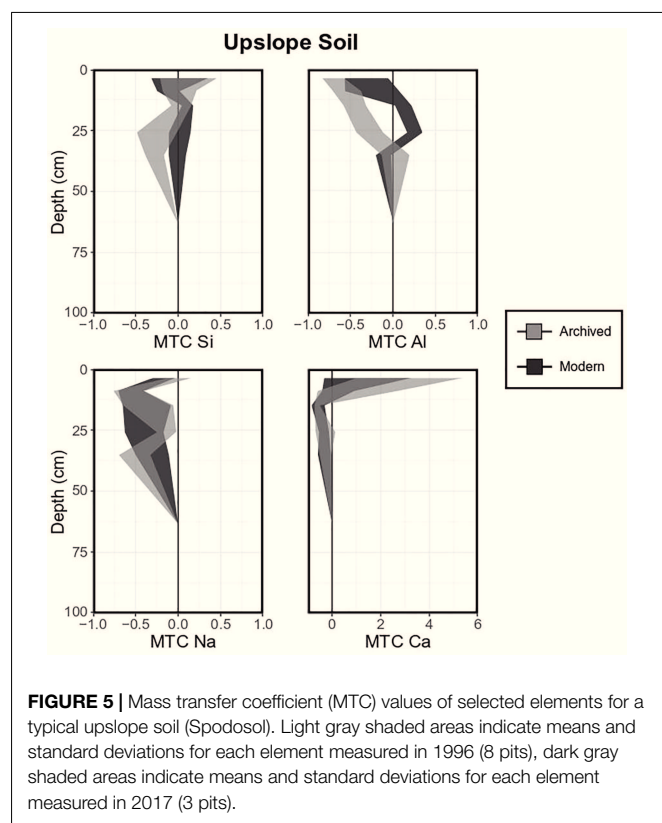 Upslope Soil
0
25
50
75
100
Depth (cm)
−1.0 −0.5 0.0 0.5 1.0
MTC Si
−1.0 −0.5 0.0 0.5 1.0
MTC Al
Archived
Modern
0
25
50
75
100
Depth (cm)
−1.0 −0.5 0.0 0.5 1.0
MTC Na
0 2 4 6
MTC Ca
FIGURE 5 | Mass transfer coefficient (MTC) values of selected elements for a
typical upslope soil (Spodosol). Light gray shaded areas indicate means and
standard deviations for each element measured in 1996 (8 pits), dark gray
shaded areas indicate means and standard deviations for each element
measured in 2017 (3 pits).